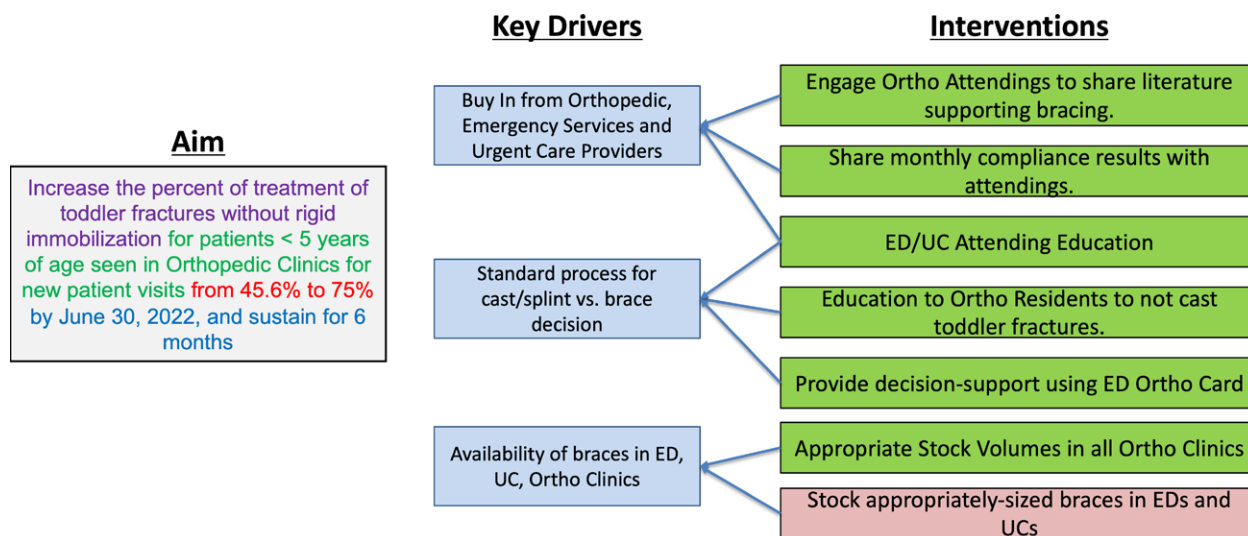 Key Drivers
Interventions
Aim
Increase the percent of treatment of
toddler fractures without rigid
immobilization for patients < 5 years
of age seen in Orthopedic Clinics for
new patient visits from 45.6% to 75%
by June 30, 2022, and sustain for 6
months
Buy In from Orthopedic,
Emergency Services and
Urgent Care Providers
Standard process for
cast/splint vs. brace
decision
Availability of braces in ED,
UC, Ortho Clinics
Engage Ortho Attendings to share literature
supporting bracing.
Share monthly compliance results with
attendings.
ED/UC Attending Education
Education to Ortho Residents to not cast
toddler fractures.
Provide decision-support using ED Ortho Card
Appropriate Stock Volumes in all Ortho Clinics
Stock appropriately-sized braces in EDs and
UCs